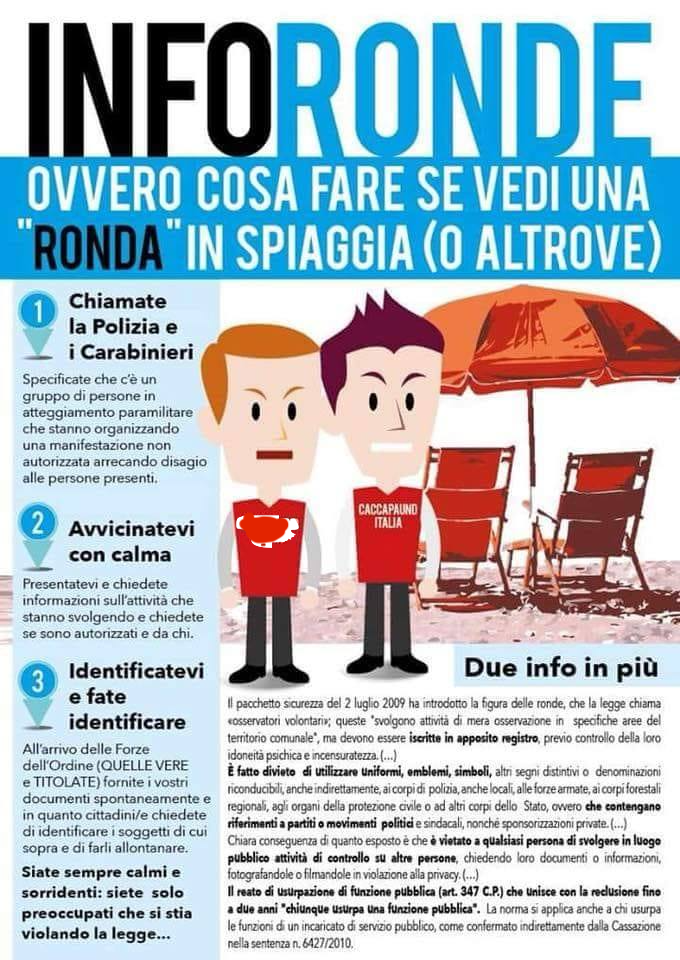 INFORONDE
OVVERO COSA FARE SE VEDI UNA
"RONDA" IN SPIAGGIA (O ALTROVE)
1 Chiamate
la Polizia e
i Carabinieri
Specificate che c'è un
gruppo di persone in
atteggiamento paramilitare
che stanno organizzando
una manifestazione non
autorizzata arrecando disagio
alle persone presenti.
2 Avvicinatevi
con calma
Presentatevi e chiedete
informazioni sull'attività che
stanno svolgendo e chiedete
se sono autorizzati e da chi.
3 Identificatevi
e fate
identificare
All'arrivo delle Forze
dell'Ordine (QUELLE VERE
E TITOLATE) fornite i vostri
documenti spontaneamente e
in quanto cittadini/e chiedete
di identificare i soggetti di cui
sopra e di farli allontanare.
Siate sempre calmi e
sorridenti: siete solo
preoccupati che si stia
violando la legge...
CACCAPAUND
ITALIA
Due info in più
Il pacchetto sicurezza del 2 luglio 2009 ha introdotto la figura delle ronde, che la legge chiama
«osservatori volontari»; queste "svolgono attività di mera osservazione in specifiche aree del
territorio comunale", ma devono essere iscritte in apposito registro, previo controllo della loro
idoneità psichica e incensuratezza. (...)
È fatto divieto di utilizzare uniformi, emblemi, simboli, altri segni distintivi o denominazioni
riconducibili, anche indirettamente, ai corpi di polizia, anche locali, alle forze armate, ai corpi forestali
regionali, agli organi della protezione civile o ad altri corpi dello Stato, ovvero che contengano
riferimenti a partiti o movimenti politici e sindacali, nonché sponsorizzazioni private. (...)
Chiara conseguenza di quanto esposto è che è vietato a qualsiasi persona di svolgere in luogo
pubblico attività di controllo su altre persone, chiedendo loro documenti o informazioni,
fotografandole o filmandole in violazione alla privacy. (...)
Il reato di usurpazione di funzione pubblica (art. 347 C.P.) che unisce con la reclusione fino
a due anni "chiunque usurpa una funzione pubblica". La norma si applica anche a chi usurpa
le funzioni di un incaricato di servizio pubblico, come confermato indirettamente dalla Cassazione
nella sentenza n. 6427/2010.